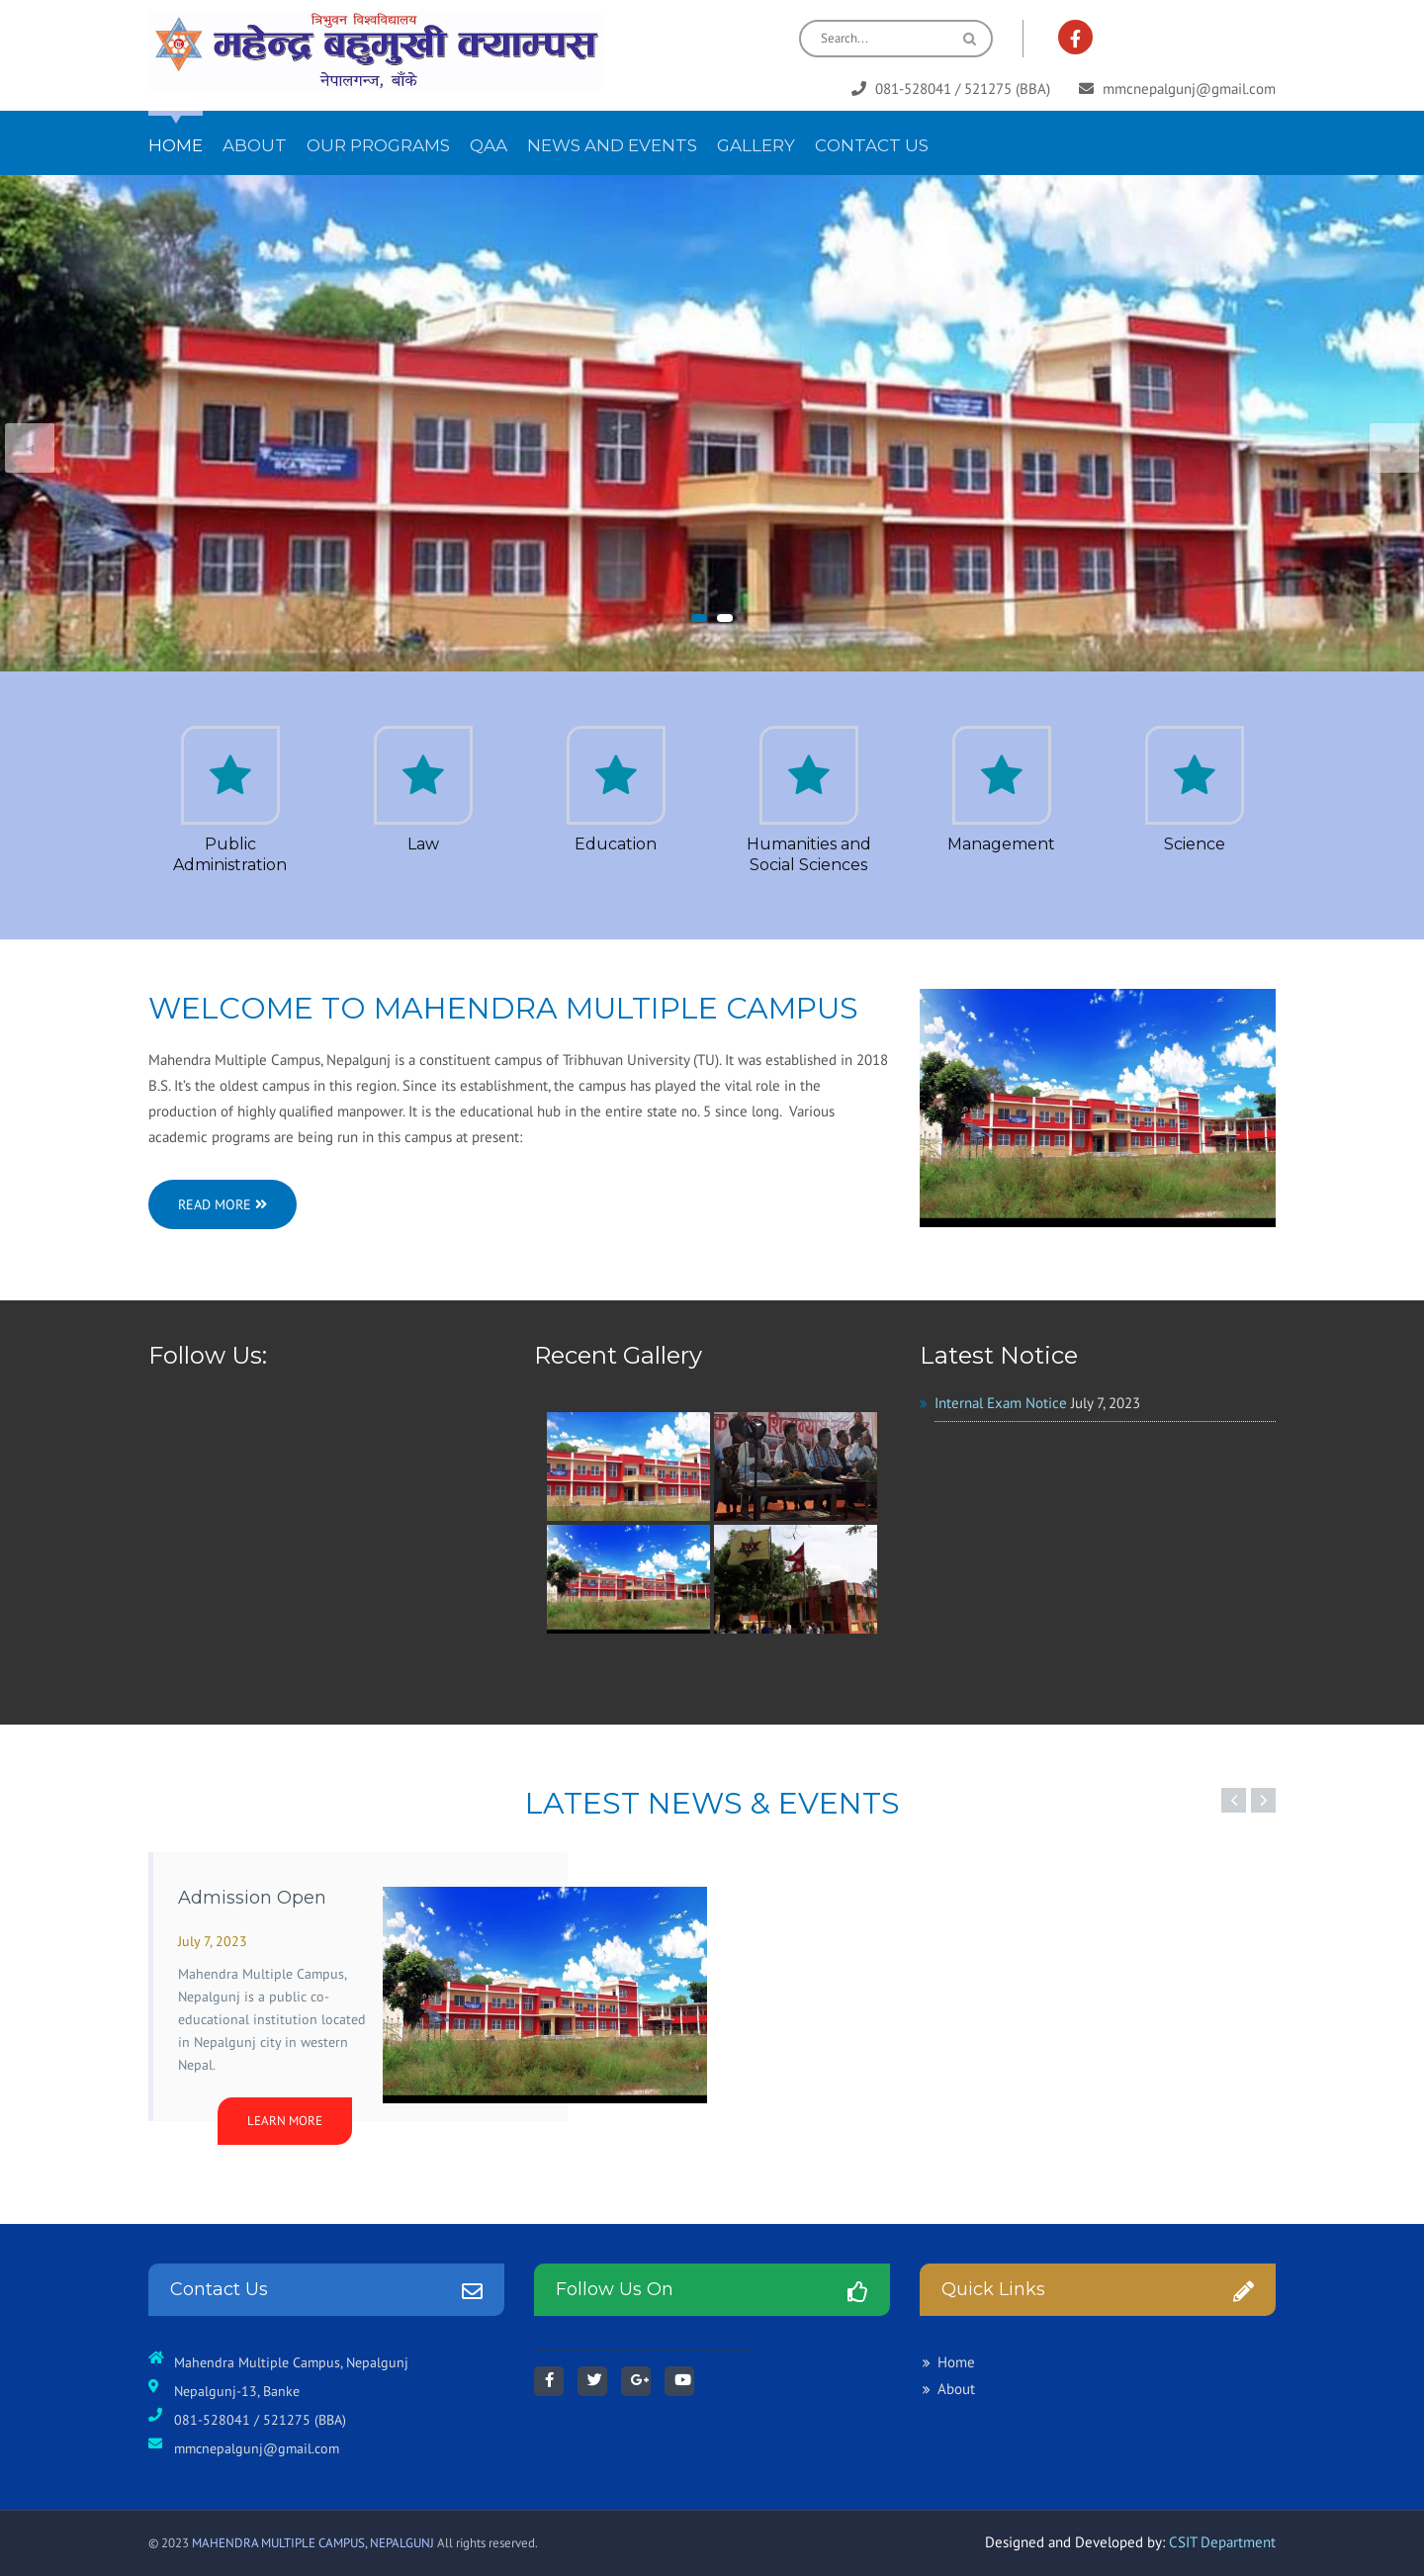 त्रिभुवन विश्वविद्यालय
महेन्द्र बहुमुखी क्याम्पस
नेपालगन्ज, बाँके
Search...
081-528041 / 521275 (BBA) mmcnepalgunj@gmail.com
HOME ABOUT OUR PROGRAMS QAA NEWS AND EVENTS GALLERY CONTACT US
Public Administration
Law
Education
Humanities and Social Sciences
Management
Science
WELCOME TO MAHENDRA MULTIPLE CAMPUS
Mahendra Multiple Campus, Nepalgunj is a constituent campus of Tribhuvan University (TU). It was established in 2018
B.S. It's the oldest campus in this region. Since its establishment, the campus has played the vital role in the
production of highly qualified manpower. It is the educational hub in the entire state no. 5 since long. Various
academic programs are being run in this campus at present:
READ MORE »
Follow Us:
Recent Gallery
Latest Notice
» Internal Exam Notice July 7, 2023
LATEST NEWS & EVENTS
Admission Open
July 7, 2023
Mahendra Multiple Campus,
Nepalgunj is a public co-
educational institution located
in Nepalgunj city in western
Nepal.
LEARN MORE
Contact Us
Mahendra Multiple Campus, Nepalgunj
Nepalgunj-13, Banke
081-528041 / 521275 (BBA)
mmcnepalgunj@gmail.com
Follow Us On
Quick Links
» Home
» About
© 2023 MAHENDRA MULTIPLE CAMPUS, NEPALGUNJ All rights reserved.
Designed and Developed by: CSIT Department